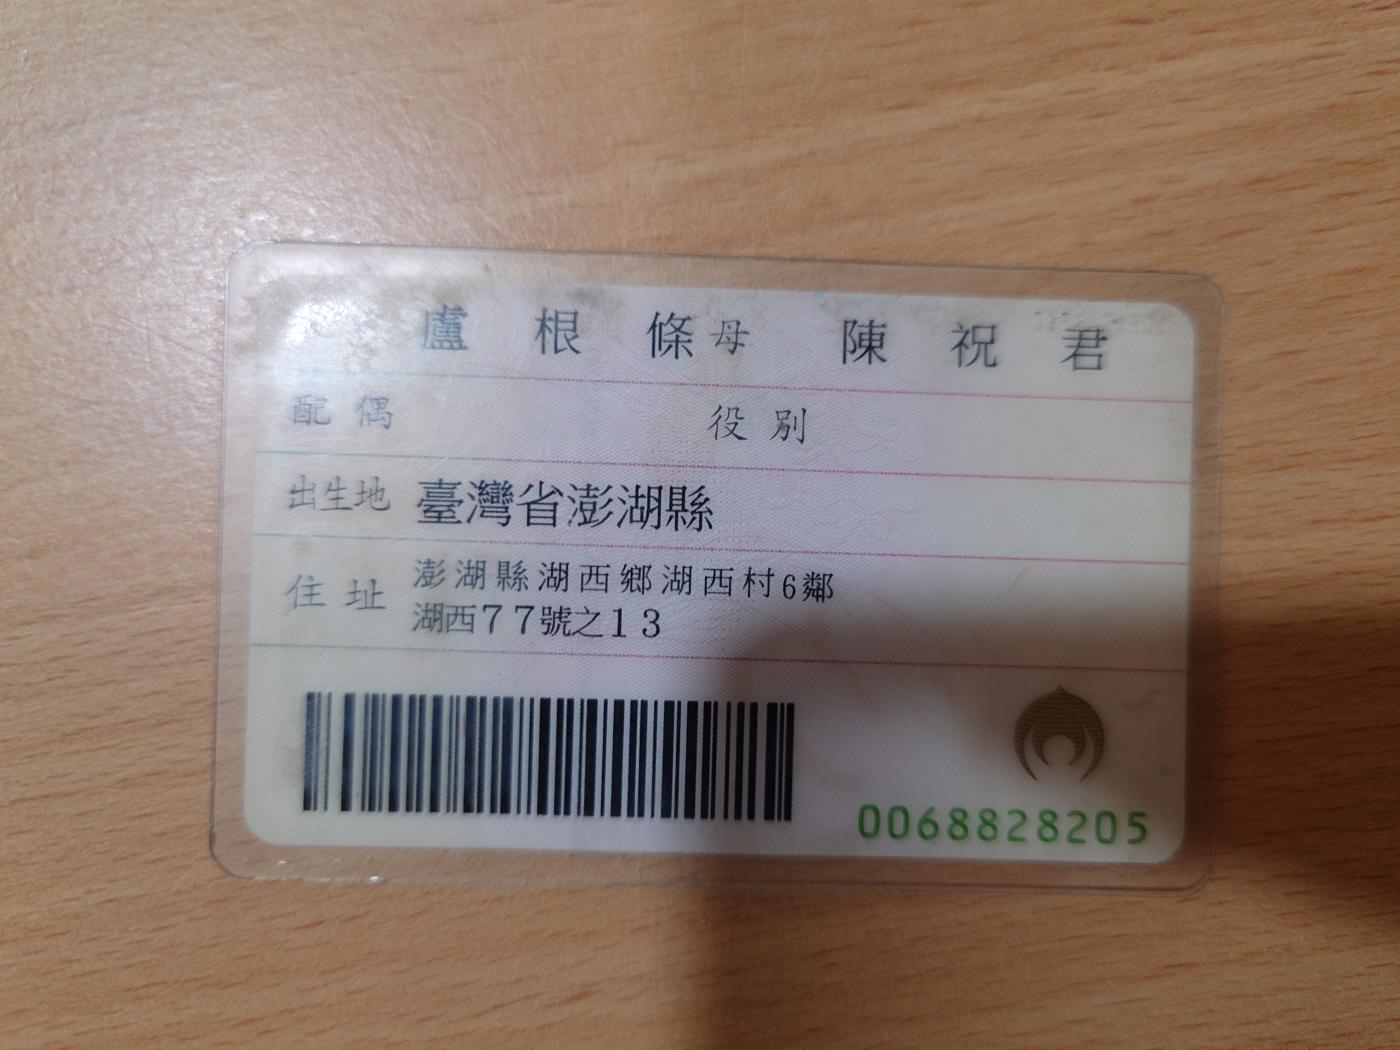 盧根條 母 陳祝君
配偶 役別
出生地 臺灣省澎湖縣
住址 澎湖縣湖西鄉湖西村6鄰
湖西77號之13
0068828205